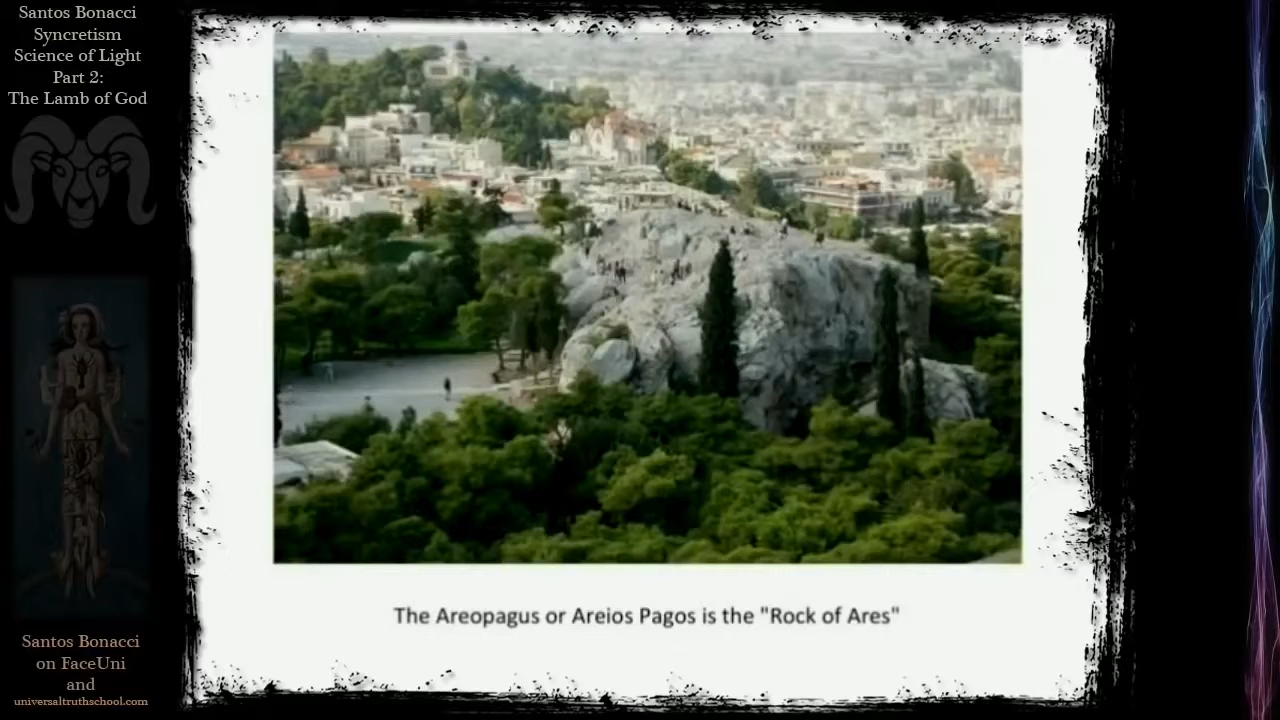 Santos Bonacci
Syncretism
Science of Light
Part 2:
The Lamb of God
The Areopagus or Areios Pagos is the "Rock of Ares"
Santos Bonacci
on FaceUni
and
universaltruthschool.com